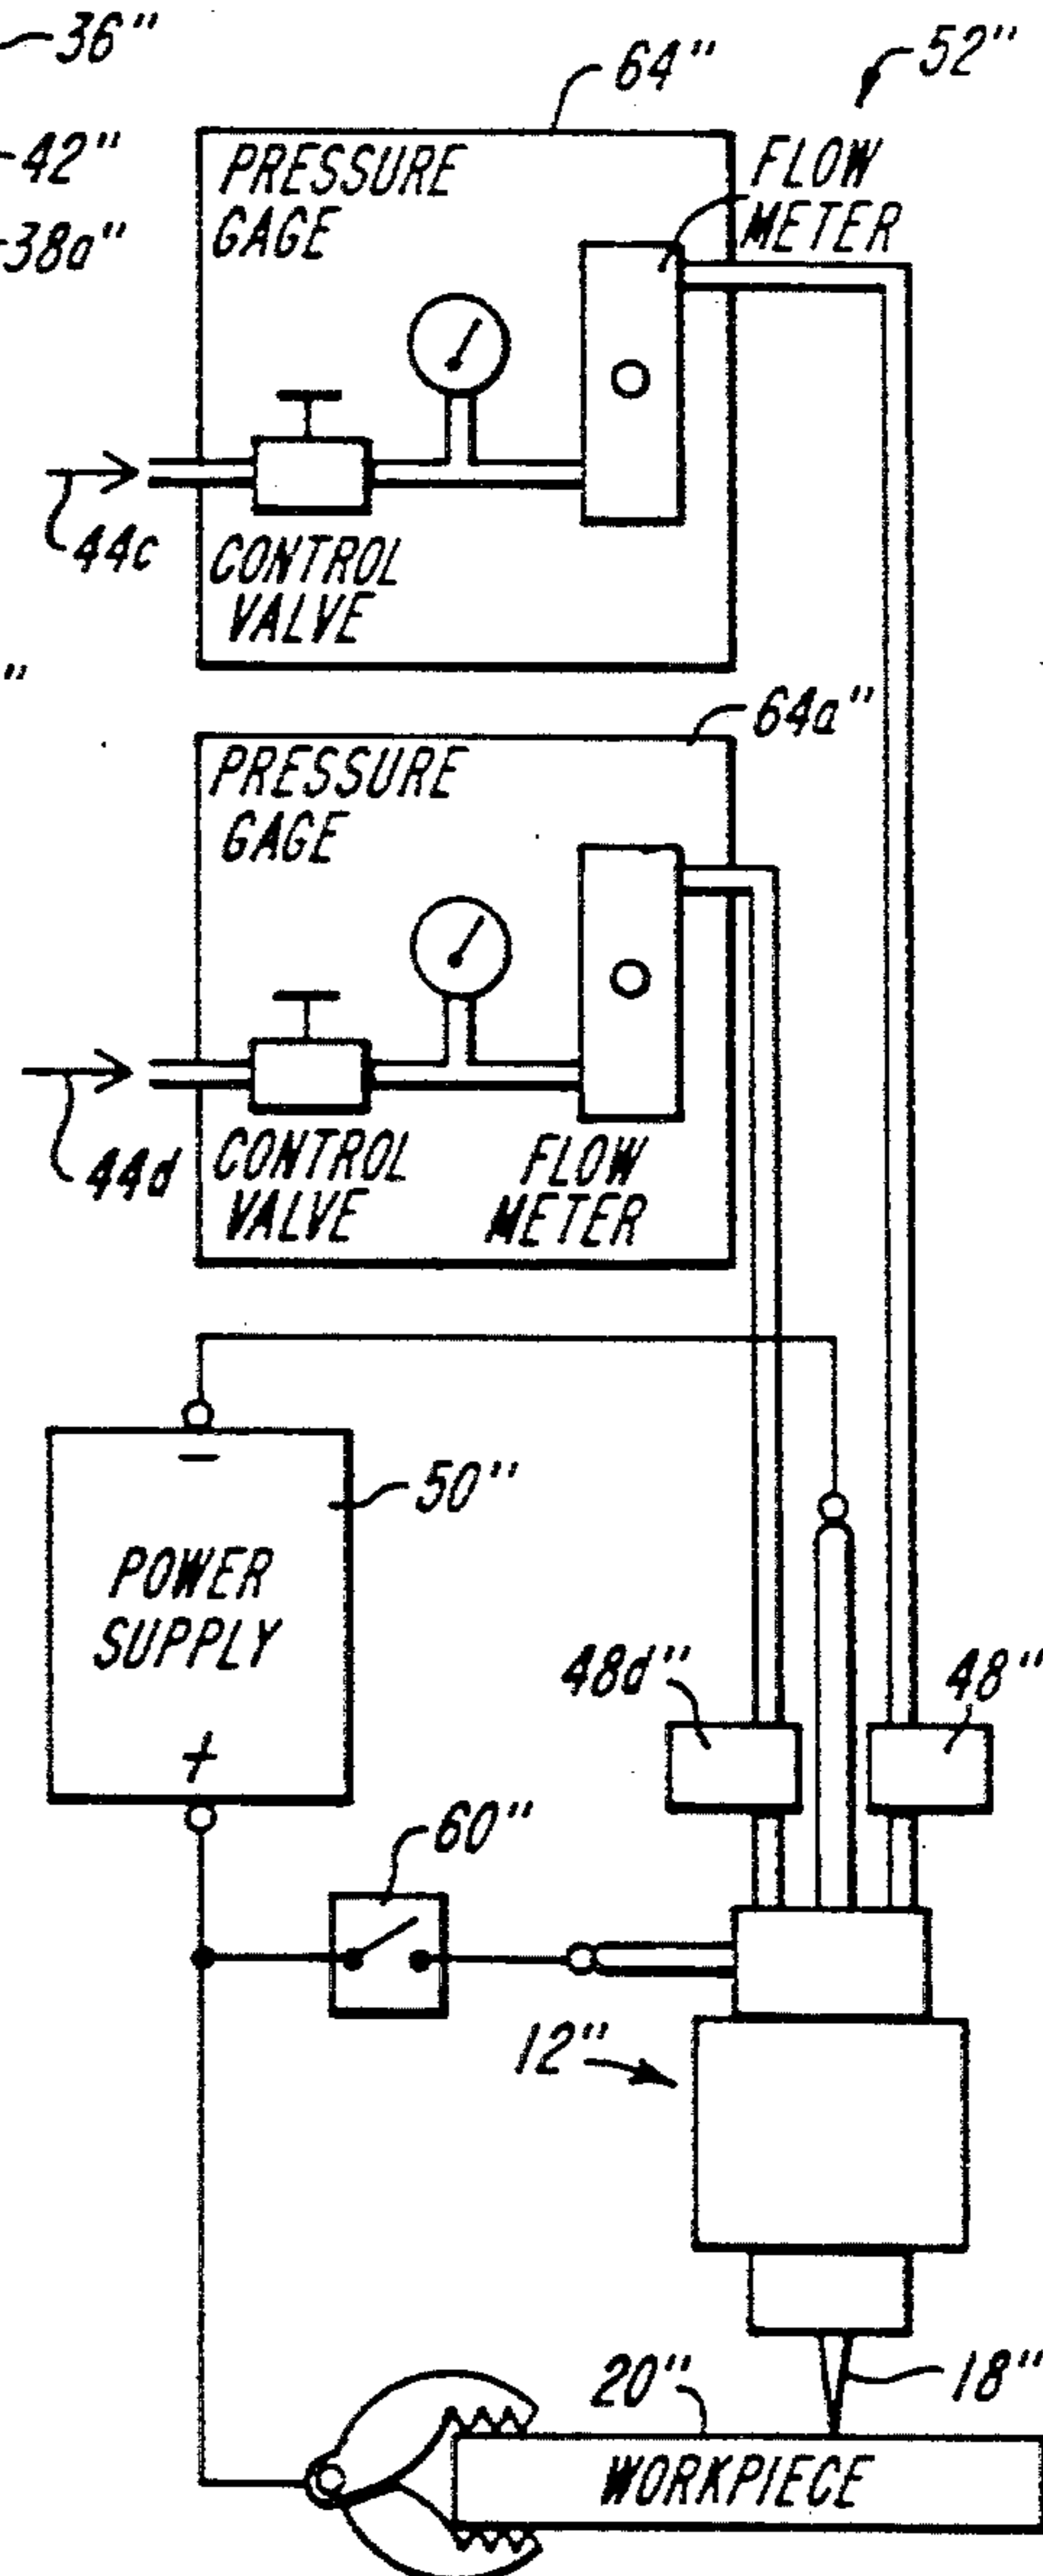 36"
64"
52"
42"
38a"
PRESSURE
GAGE
FLOW
METER
44c
CONTROL
VALVE
"
64a"
PRESSURE
GAGE
44d
CONTROL
VALVE
FLOW
METER
−
50"
POWER
SUPPLY
+
48d"
48"
60"
12"
18"
20"
WORKPIECE